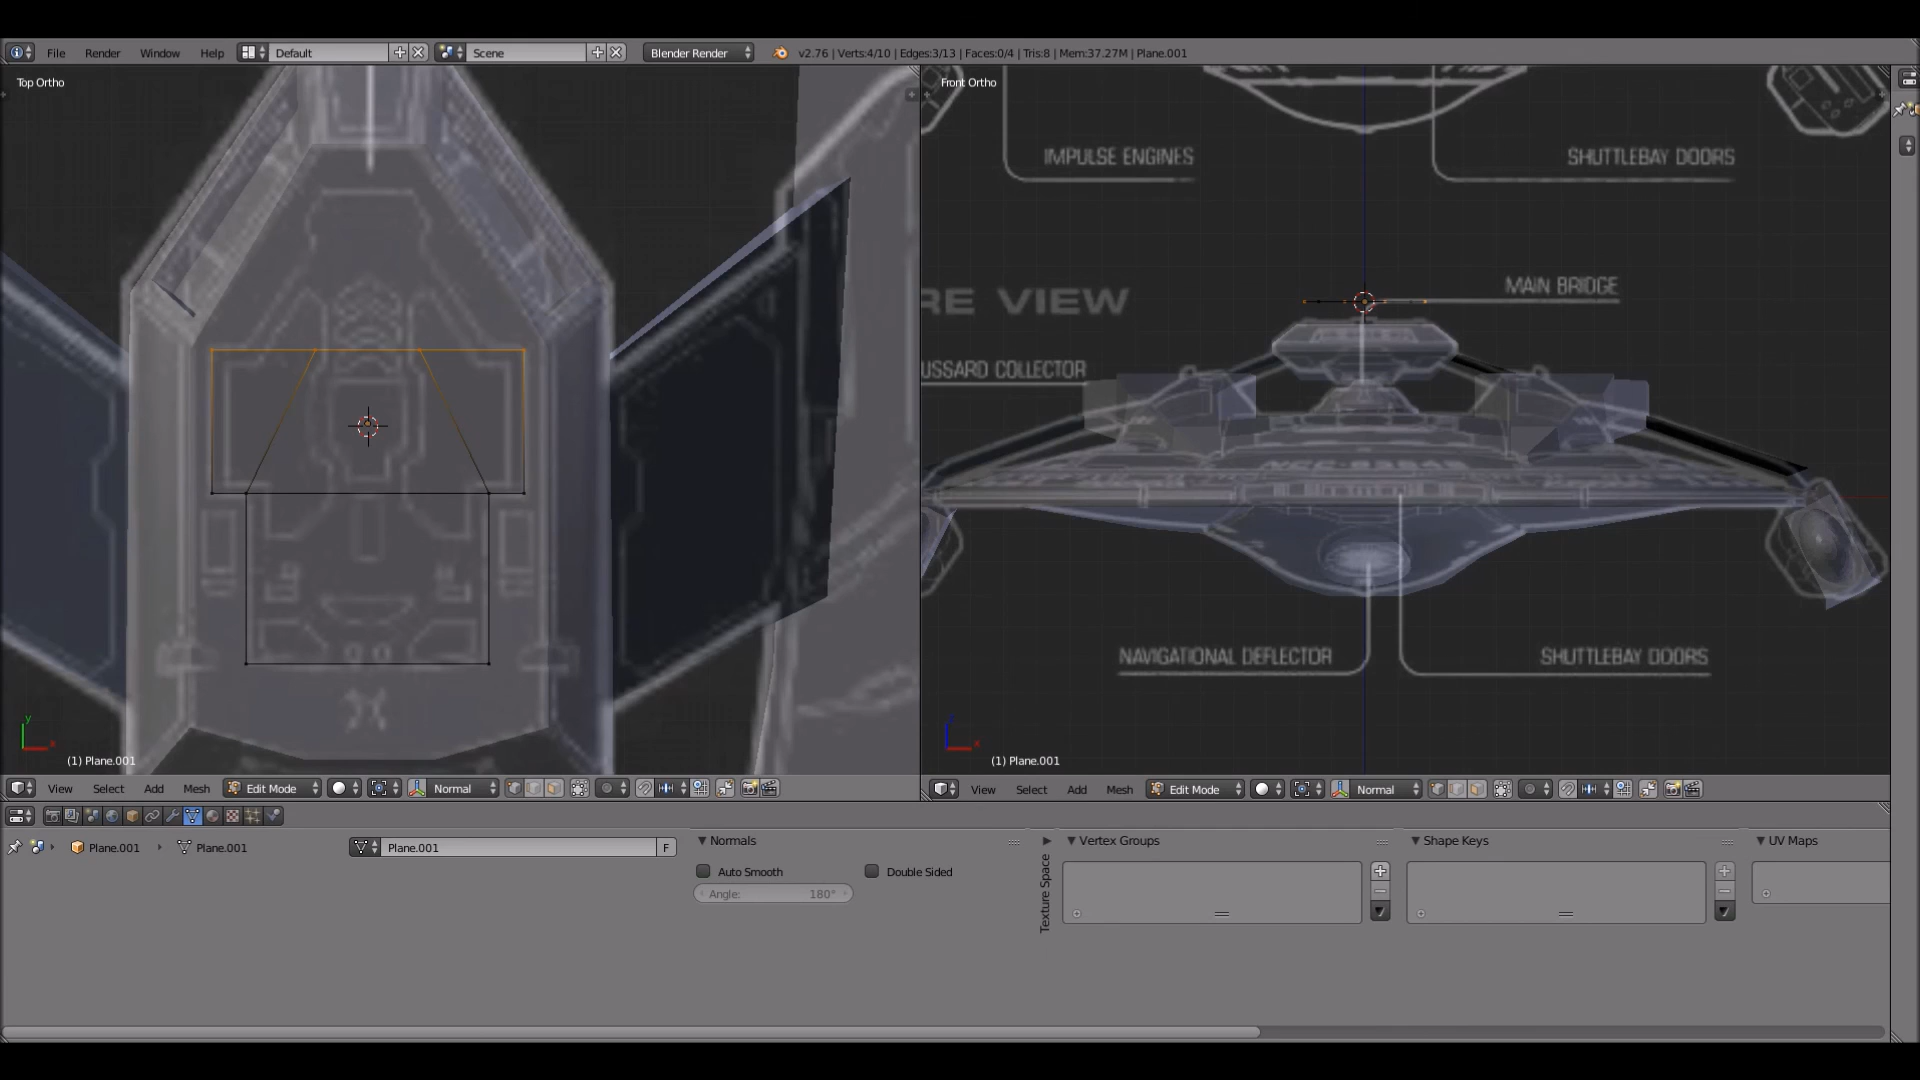 File Render Window Help Default Scene Blender Render v2.76 | Verts:4/10 | Edges:3/13 | Faces:0/4 | Tris:8 | Mem:37.27M | Plane.001
Top Ortho
Front Ortho
IMPULSE ENGINES
SHUTTLEBAY DOORS
MAIN BRIDGE
RE VIEW
USSARD COLLECTOR
NAVIGATIONAL DEFLECTOR
SHUTTLEBAY DOORS
y
x
(1) Plane.001
x
(1) Plane.001
View Select Add Mesh Edit Mode Normal
View Select Add Mesh Edit Mode Normal
Plane.001 Plane.001 Plane.001 F
Normals
Auto Smooth Double Sided
Angle: 180°
Texture Space
Vertex Groups
Shape Keys
UV Maps